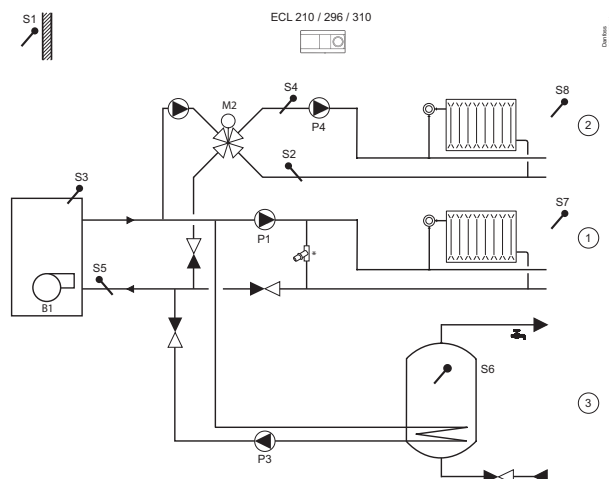 S1
ECL 210 / 296 / 310
Danfoss
S4
S8
M2
P4
2
S2
S3
S7
P1
1
*
S5
B1
S6
3
P3